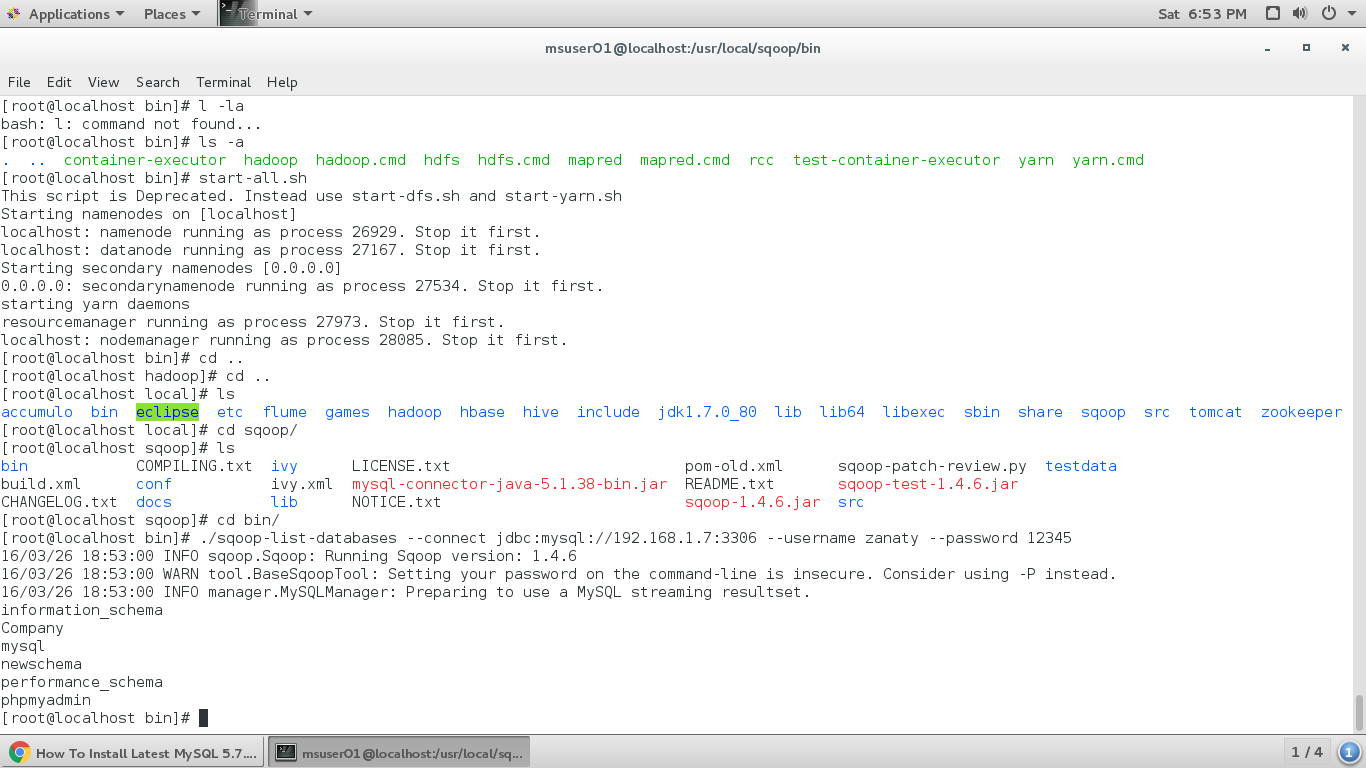 Applications Places Terminal Sat 6:53 PM
msuser01@localhost:/usr/local/sqoop/bin
File Edit View Search Terminal Help
[root@localhost bin]# l -la
bash: l: command not found...
[root@localhost bin]# ls -a
. .. container-executor hadoop hadoop.cmd hdfs hdfs.cmd mapred mapred.cmd rcc test-container-executor yarn yarn.cmd
[root@localhost bin]# start-all.sh
This script is Deprecated. Instead use start-dfs.sh and start-yarn.sh
Starting namenodes on [localhost]
localhost: namenode running as process 26929. Stop it first.
localhost: datanode running as process 27167. Stop it first.
Starting secondary namenodes [0.0.0.0]
0.0.0.0: secondarynamenode running as process 27534. Stop it first.
starting yarn daemons
resourcemanager running as process 27973. Stop it first.
localhost: nodemanager running as process 28085. Stop it first.
[root@localhost bin]# cd ..
[root@localhost hadoop]# cd ..
[root@localhost local]# ls
accumulo bin eclipse etc flume games hadoop hbase hive include jdk1.7.0_80 lib lib64 libexec sbin share sqoop src tomcat zookeeper
[root@localhost local]# cd sqoop/
[root@localhost sqoop]# ls
bin COMPILING.txt ivy LICENSE.txt pom-old.xml sqoop-patch-review.py testdata
build.xml conf ivy.xml mysql-connector-java-5.1.38-bin.jar README.txt sqoop-test-1.4.6.jar
CHANGELOG.txt docs lib NOTICE.txt sqoop-1.4.6.jar src
[root@localhost sqoop]# cd bin/
[root@localhost bin]# ./sqoop-list-databases --connect jdbc:mysql://192.168.1.7:3306 --username zanaty --password 12345
16/03/26 18:53:00 INFO sqoop.Sqoop: Running Sqoop version: 1.4.6
16/03/26 18:53:00 WARN tool.BaseSqoopTool: Setting your password on the command-line is insecure. Consider using -P instead.
16/03/26 18:53:00 INFO manager.MySQLManager: Preparing to use a MySQL streaming resultset.
information_schema
Company
mysql
newschema
performance_schema
phpmyadmin
[root@localhost bin]#
How To Install Latest MySQL 5.7.... msuser01@localhost:/usr/local/sq... 1 / 4 1